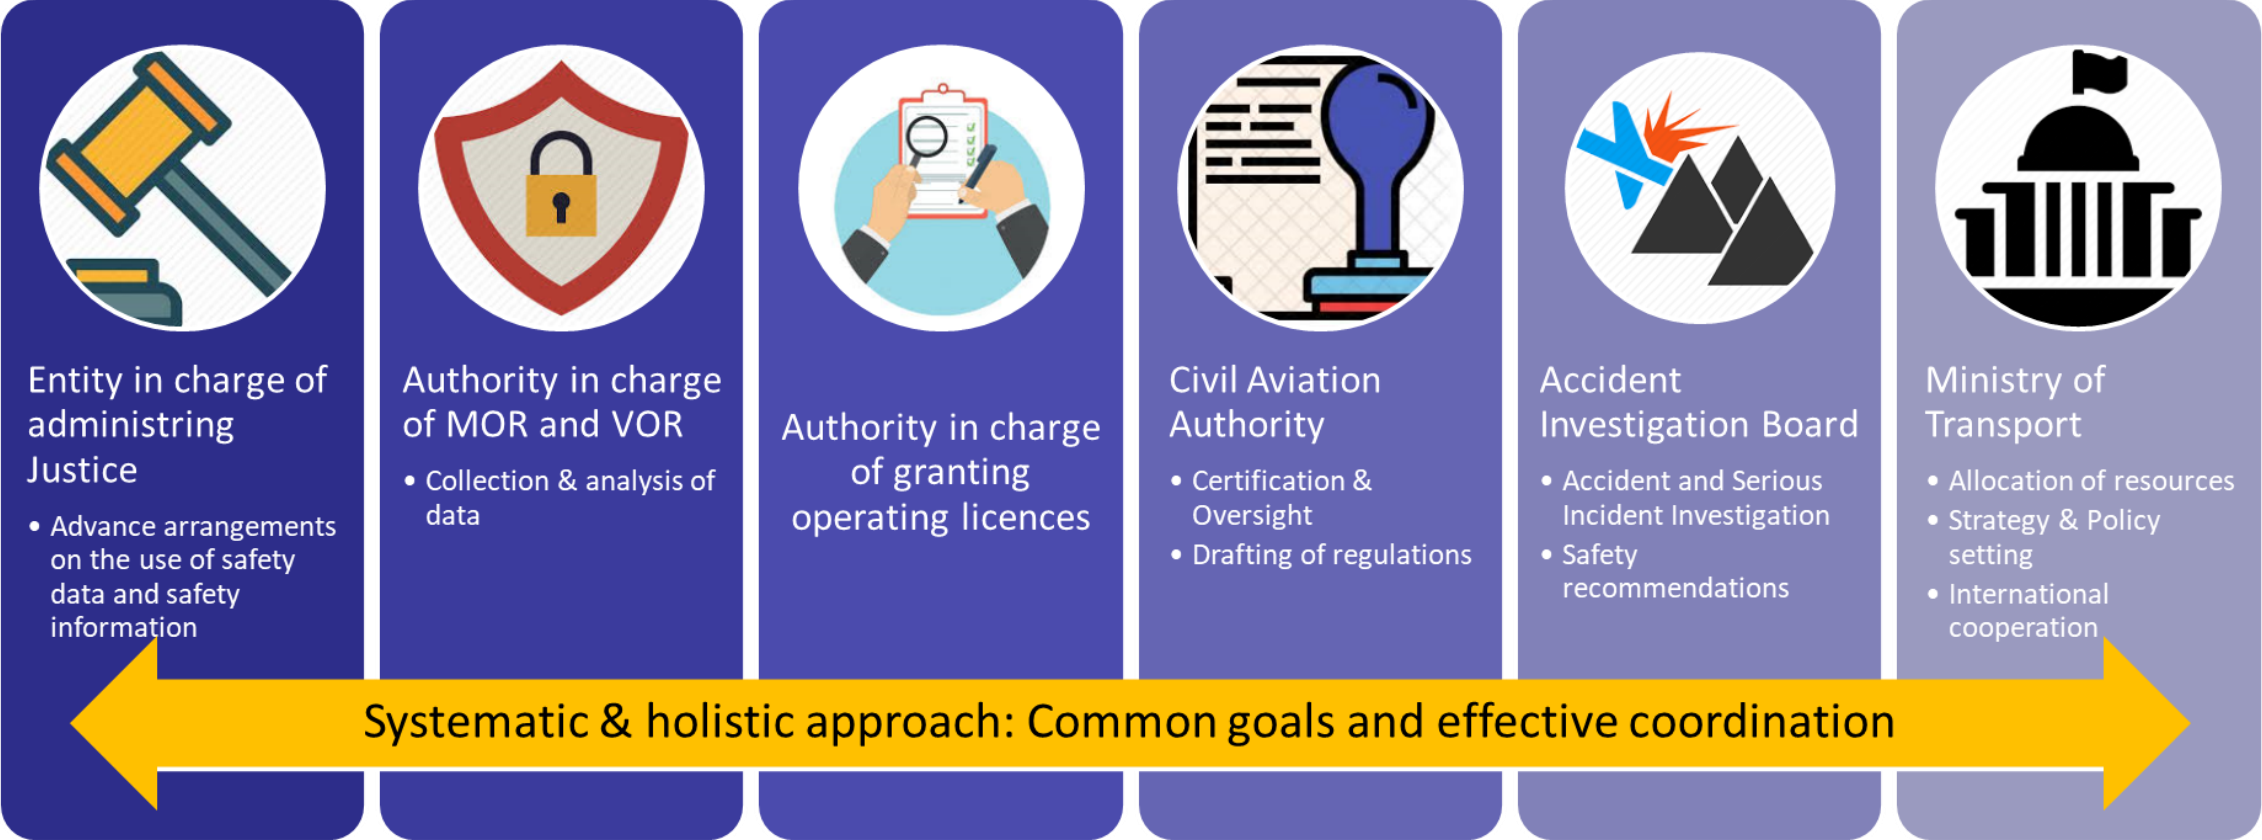 Entity in charge of
administring
Justice
• Advance arrangements
on the use of safety
data and safety
information
Authority in charge
of MOR and VOR
• Collection & analysis of
data
Authority in charge
of granting
operating licences
Civil Aviation
Authority
• Certification &
Oversight
• Drafting of regulations
Accident
Investigation Board
• Accident and Serious
Incident Investigation
• Safety
recommendations
Ministry of
Transport
• Allocation of resources
• Strategy & Policy
setting
• International
cooperation
Systematic & holistic approach: Common goals and effective coordination